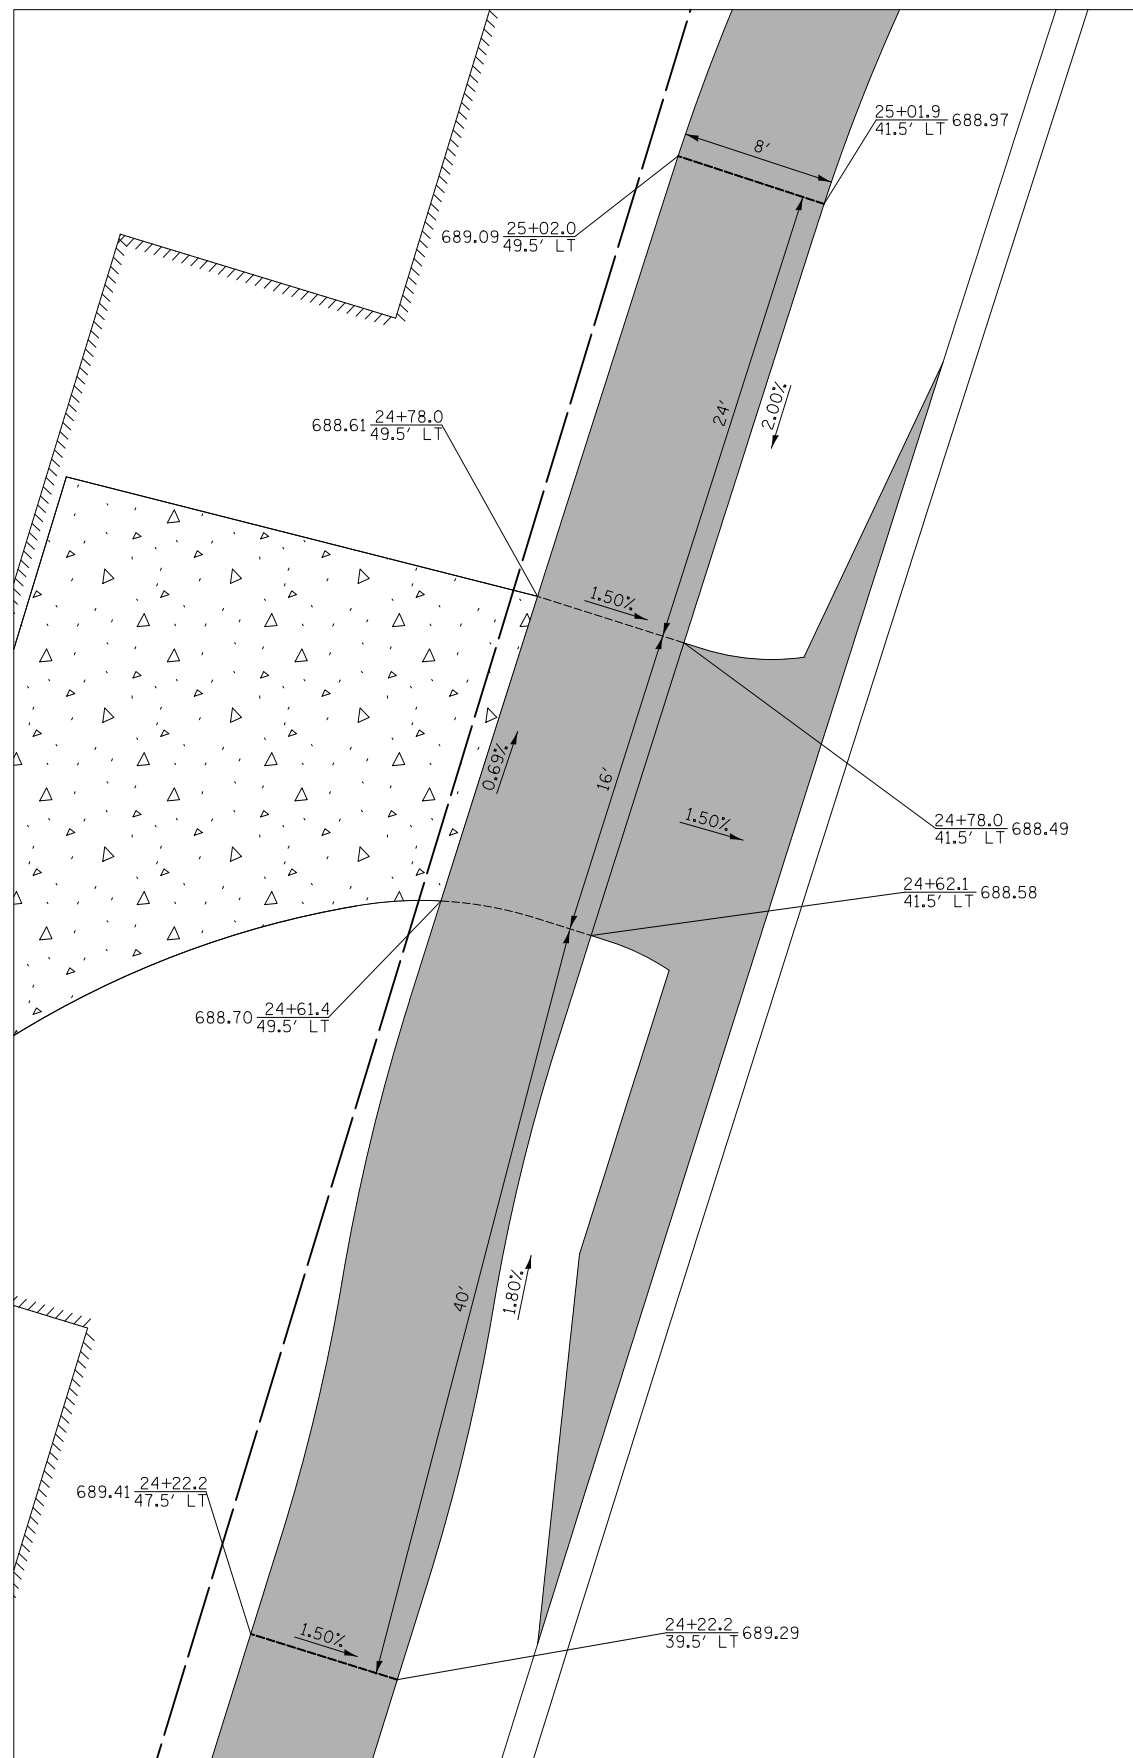 25+01.9
41.5' LT 688.97
8'
689.09 25+02.0
49.5' LT
24'
2.00%
688.61 24+78.0
49.5' LT
1.50%
0.69%
16'
1.50%
24+78.0
41.5' LT 688.49
24+62.1
41.5' LT 688.58
688.70 24+61.4
49.5' LT
40'
1.80%
689.41 24+22.2
47.5' LT
1.50%
24+22.2
39.5' LT 689.29